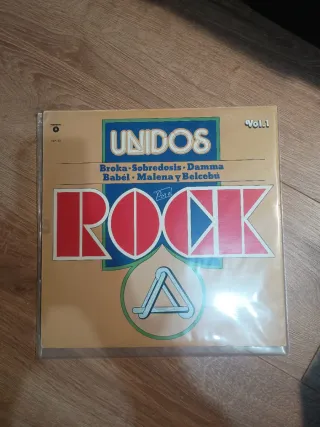 UNIDOS
Vol.1
Broka · Sobredosis · Damma
Babel · Malena y Belcebú
ROCK